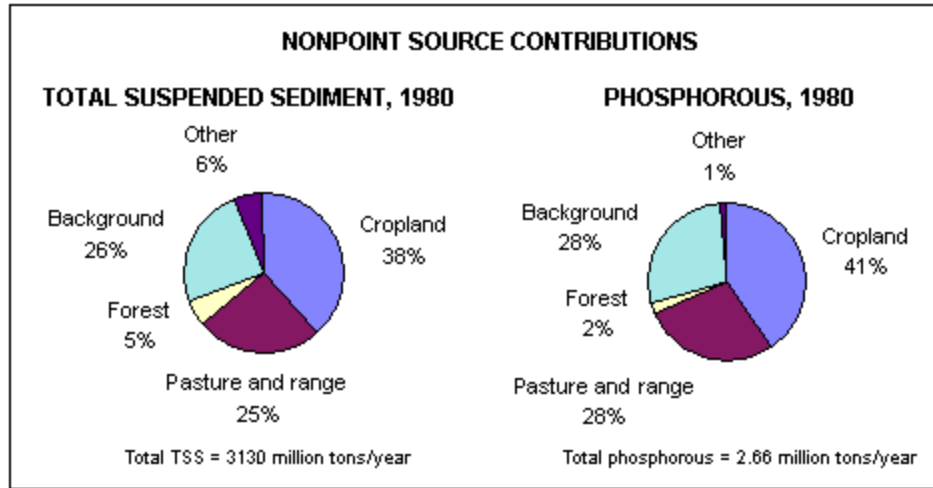 NONPOINT SOURCE CONTRIBUTIONS
TOTAL SUSPENDED SEDIMENT, 1980
Other
6%
Background
26%
Cropland
38%
Forest
5%
Pasture and range
25%
Total TSS = 3130 million tons/year
PHOSPHOROUS, 1980
Other
1%
Background
28%
Cropland
41%
Forest
2%
Pasture and range
28%
Total phosphorous = 2.66 million tons/year